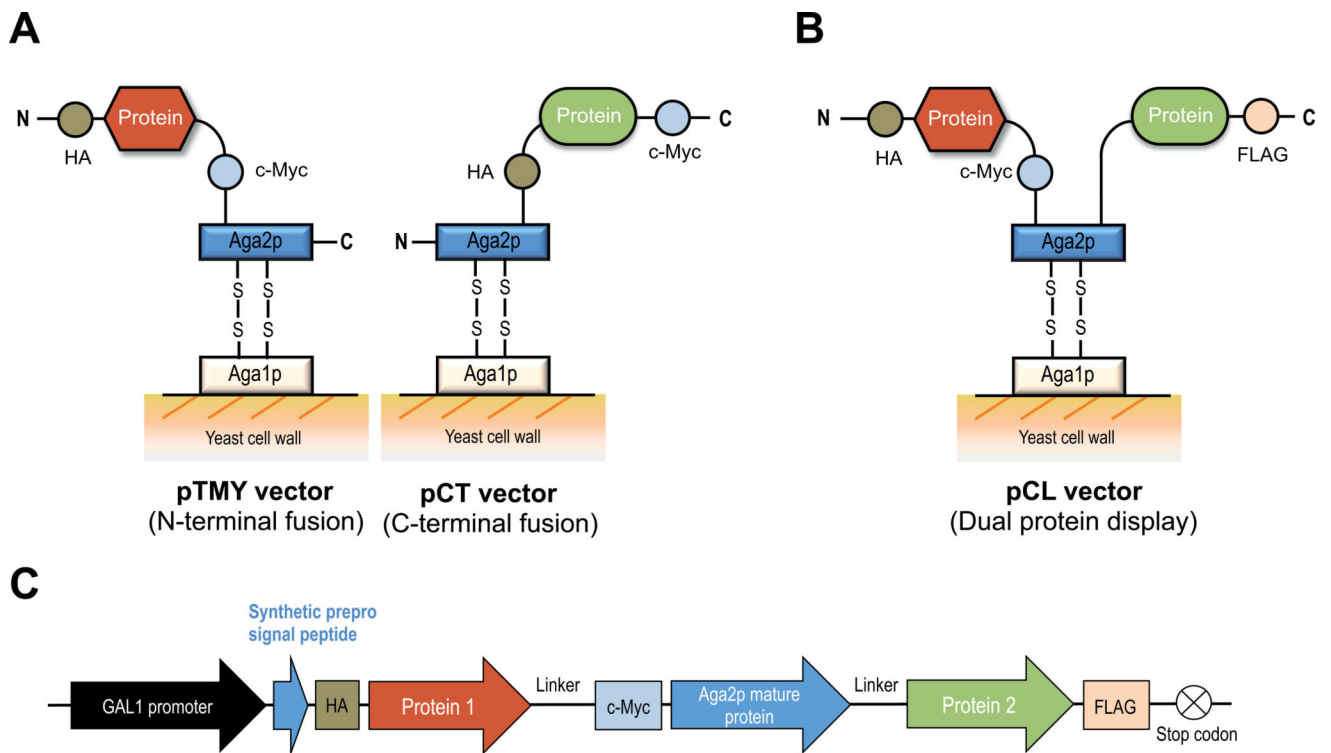 A
N
HA
Protein
c-Myc
Aga2p
C
S
S
S
S
Aga1p
Yeast cell wall
pTMY vector
(N-terminal fusion)
Protein
C
c-Myc
HA
N
Aga2p
S
S
S
S
Aga1p
Yeast cell wall
pCT vector
(C-terminal fusion)
B
N
HA
Protein
c-Myc
Protein
FLAG
C
Aga2p
S
S
S
S
Aga1p
Yeast cell wall
pCL vector
(Dual protein display)
C
Synthetic prepro
signal peptide
GAL1 promoter
HA
Protein 1
Linker
c-Myc
Aga2p mature
protein
Linker
Protein 2
FLAG
Stop codon